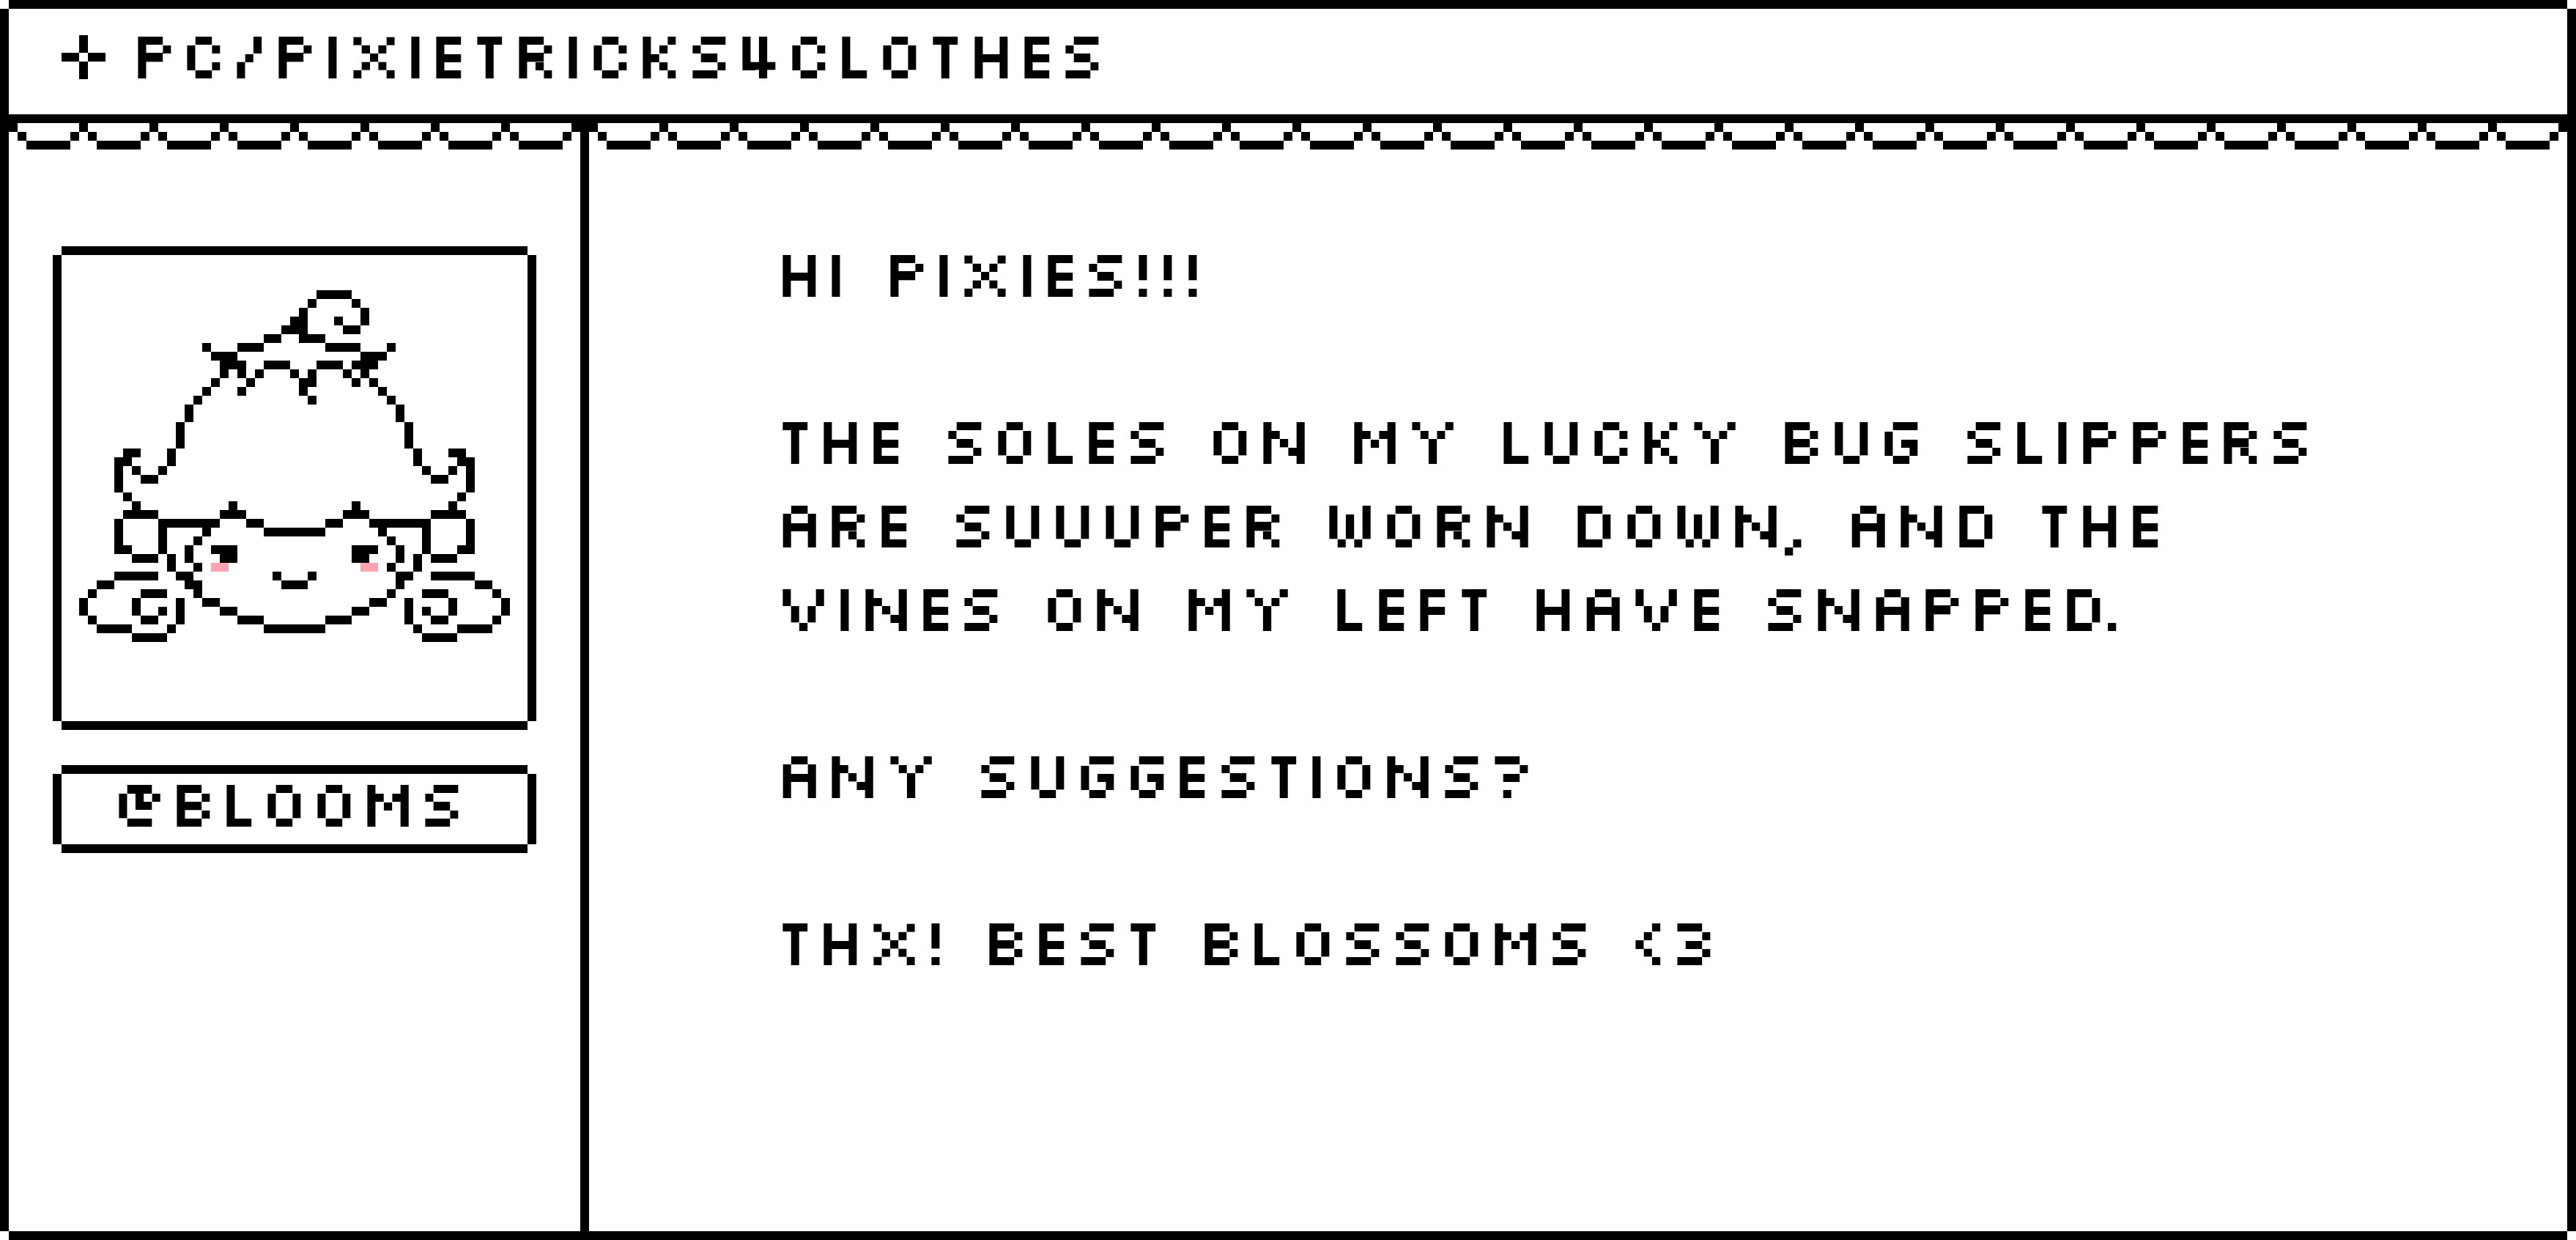 PC/PIXIETRICKS4CLOTHES
@BLOOMS
HI PIXIES!!!
THE SOLES ON MY LUCKY BUG SLIPPERS
ARE SUUUPER WORN DOWN, AND THE
VINES ON MY LEFT HAVE SNAPPED.
ANY SUGGESTIONS?
THX! BEST BLOSSOMS <3